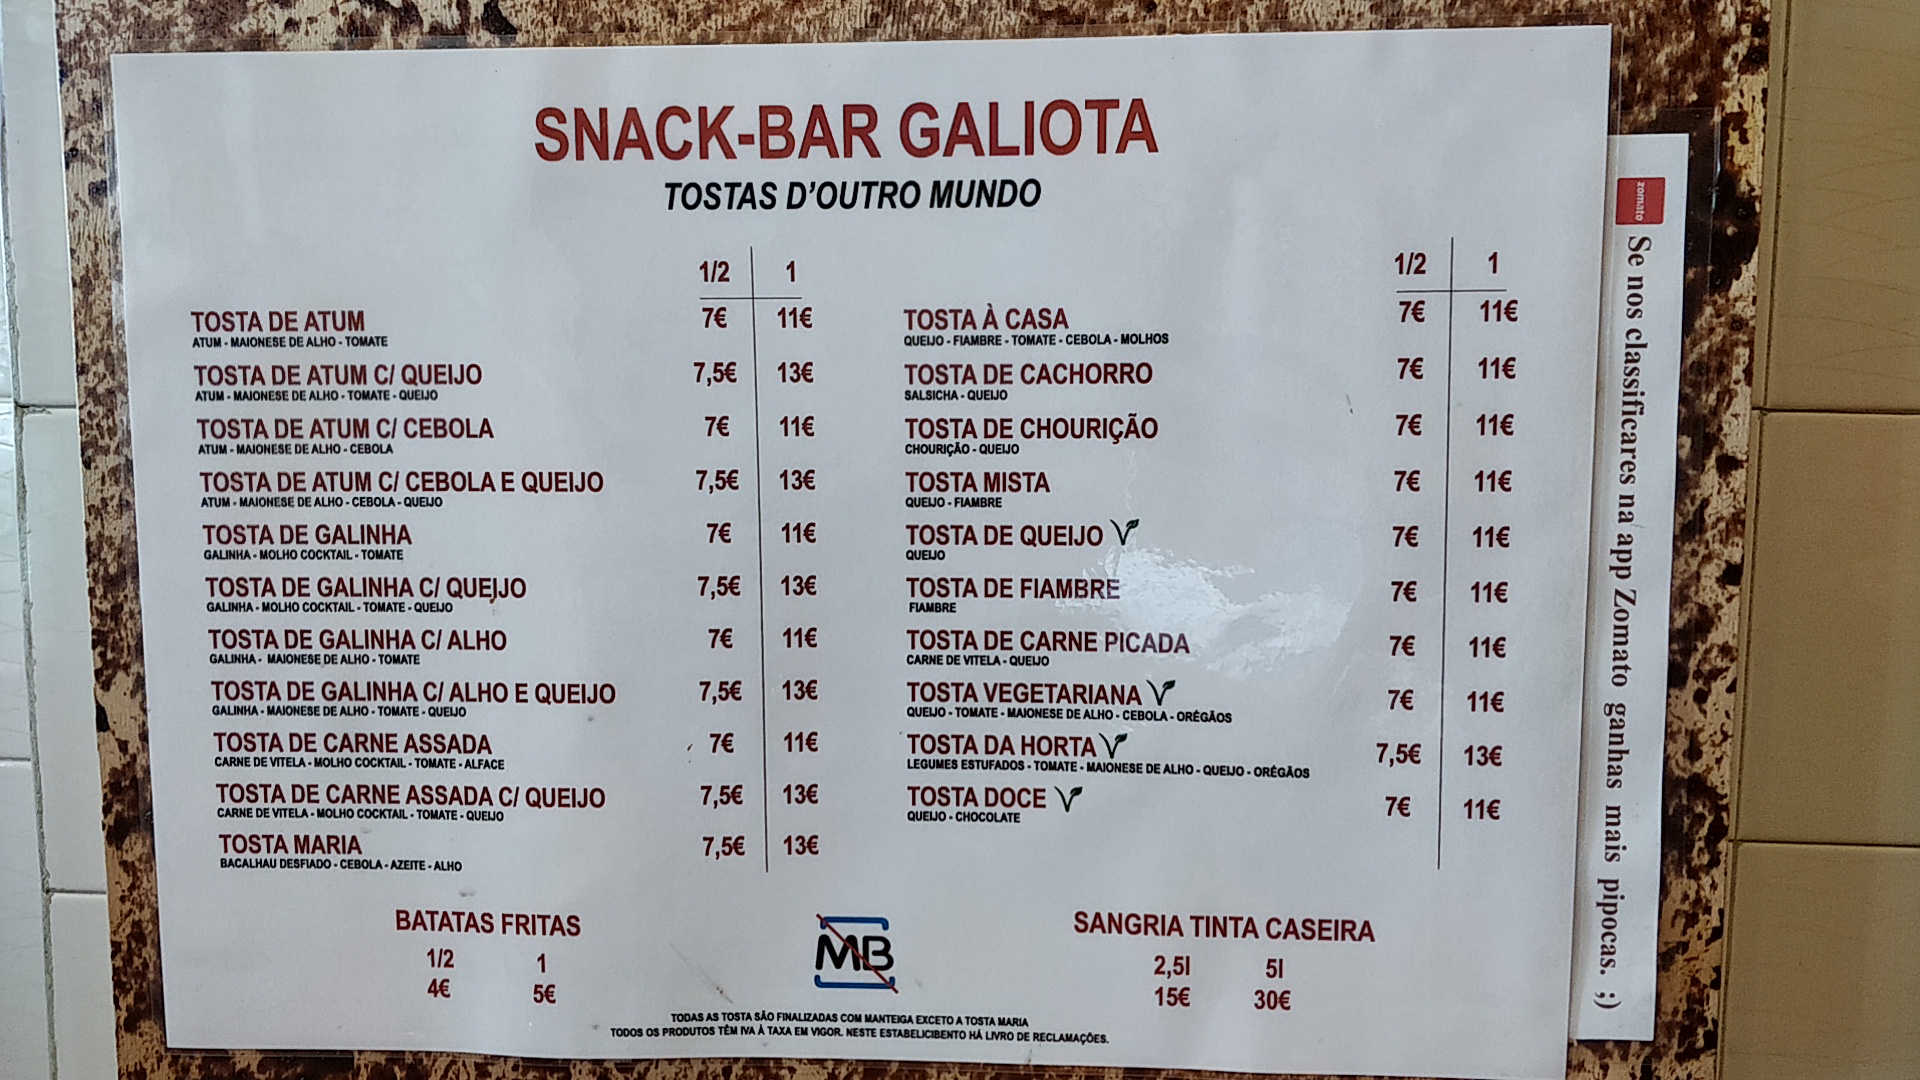 SNACK-BAR GALIOTA
TOSTAS D'OUTRO MUNDO
1/2 1
TOSTA DE ATUM 7€ 11€
ATUM - MAIONESE DE ALHO - TOMATE
TOSTA DE ATUM C/ QUEIJO 7,5€ 13€
ATUM - MAIONESE DE ALHO - TOMATE - QUEIJO
TOSTA DE ATUM C/ CEBOLA 7€ 11€
ATUM - MAIONESE DE ALHO - CEBOLA
TOSTA DE ATUM C/ CEBOLA E QUEIJO 7,5€ 13€
ATUM - MAIONESE DE ALHO - CEBOLA - QUEIJO
TOSTA DE GALINHA 7€ 11€
GALINHA - MOLHO COCKTAIL - TOMATE
TOSTA DE GALINHA C/ QUEIJO 7,5€ 13€
GALINHA - MOLHO COCKTAIL - TOMATE - QUEIJO
TOSTA DE GALINHA C/ ALHO 7€ 11€
GALINHA - MAIONESE DE ALHO - TOMATE
TOSTA DE GALINHA C/ ALHO E QUEIJO 7,5€ 13€
GALINHA - MAIONESE DE ALHO - TOMATE - QUEIJO
TOSTA DE CARNE ASSADA 7€ 11€
CARNE DE VITELA - MOLHO COCKTAIL - TOMATE - ALFACE
TOSTA DE CARNE ASSADA C/ QUEIJO 7,5€ 13€
CARNE DE VITELA - MOLHO COCKTAIL - TOMATE - QUEIJO
TOSTA MARIA 7,5€ 13€
BACALHAU DESFIADO - CEBOLA - AZEITE - ALHO
1/2 1
TOSTA À CASA 7€ 11€
QUEIJO - FIAMBRE - TOMATE - CEBOLA - MOLHOS
TOSTA DE CACHORRO 7€ 11€
SALSICHA - QUEIJO
TOSTA DE CHOURIÇÃO 7€ 11€
CHOURIÇÃO - QUEIJO
TOSTA MISTA 7€ 11€
QUEIJO - FIAMBRE
TOSTA DE QUEIJO V 7€ 11€
QUEIJO
TOSTA DE FIAMBRE 7€ 11€
FIAMBRE
TOSTA DE CARNE PICADA 7€ 11€
CARNE DE VITELA - QUEIJO
TOSTA VEGETARIANA V 7€ 11€
QUEIJO - TOMATE - MAIONESE DE ALHO - CEBOLA - ORÉGÃOS
TOSTA DA HORTA V 7,5€ 13€
LEGUMES ESTUFADOS - TOMATE - MAIONESE DE ALHO - QUEIJO - ORÉGÃOS
TOSTA DOCE V 7€ 11€
QUEIJO - CHOCOLATE
BATATAS FRITAS
1/2 1
4€ 5€
MB
SANGRIA TINTA CASEIRA
2,5l 5l
15€ 30€
TODAS AS TOSTA SÃO FINALIZADAS COM MANTEIGA EXCETO A TOSTA MARIA
TODOS OS PRODUTOS TÊM IVA À TAXA EM VIGOR. NESTE ESTABELICIBENTO HÁ LIVRO DE RECLAMAÇÕES.
zomato
Se nos classificares na app Zomato ganhas mais pipocas. ;)